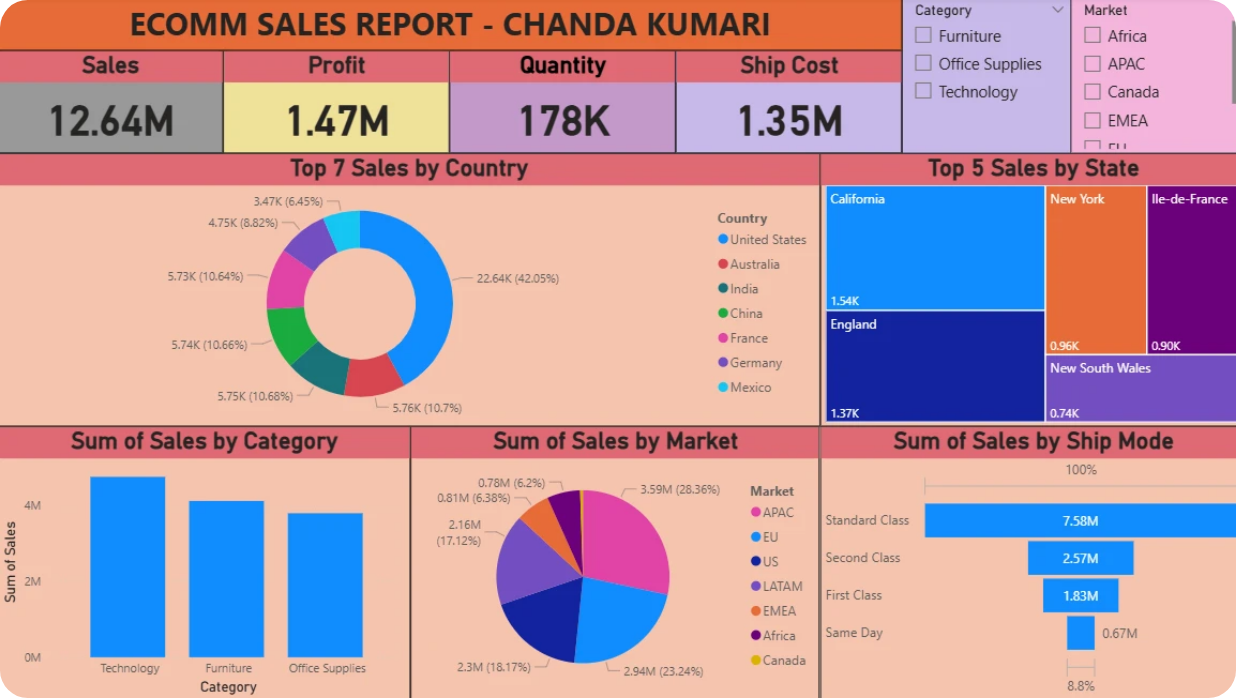 ECOMM SALES REPORT - CHANDA KUMARI
Category
Furniture
Office Supplies
Technology
Market
Africa
APAC
Canada
EMEA
Sales
12.64M
Profit
1.47M
Quantity
178K
Ship Cost
1.35M
Top 7 Sales by Country
3.47K (6.45%)
4.75K (8.82%)
5.73K (10.64%)
5.74K (10.66%)
5.75K (10.68%)
5.76K (10.7%)
22.64K (42.05%)
Country
United States
Australia
India
China
France
Germany
Mexico
Top 5 Sales by State
California
1.54K
England
1.37K
New York
0.96K
Ile-de-France
0.90K
New South Wales
0.74K
Sum of Sales by Category
Sum of Sales
4M
2M
0M
Technology
Furniture
Office Supplies
Category
Sum of Sales by Market
0.78M (6.2%)
0.81M (6.38%)
2.16M
(17.12%)
2.3M (18.17%)
2.94M (23.24%)
3.59M (28.36%)
Market
APAC
EU
US
LATAM
EMEA
Africa
Canada
Sum of Sales by Ship Mode
100%
Standard Class
7.58M
Second Class
2.57M
First Class
1.83M
Same Day
0.67M
8.8%